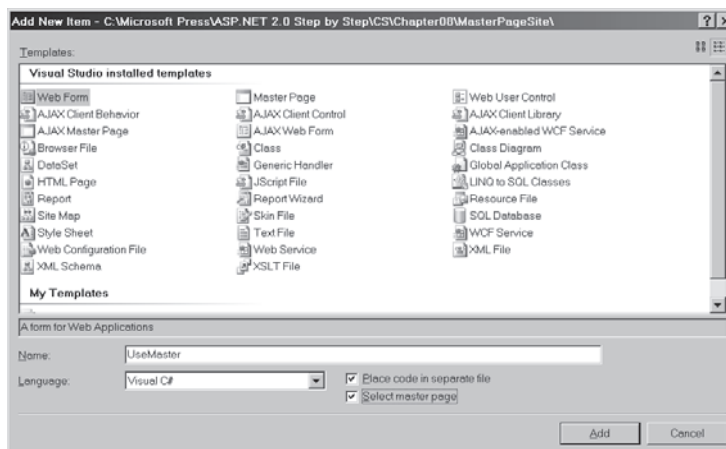 Add New Item - C:\Microsoft Press\ASP.NET 2.0 Step by Step\CS\Chapter08\MasterPageSite\
Templates:
Visual Studio installed templates
Web Form Master Page Web User Control
AJAX Client Behavior AJAX Client Control AJAX Client Library
AJAX Master Page AJAX Web Form AJAX-enabled WCF Service
Browser File Class Class Diagram
DataSet Generic Handler Global Application Class
HTML Page JScript File LINQ to SQL Classes
Report Report Wizard Resource File
Site Map Skin File SQL Database
Style Sheet Text File WCF Service
Web Configuration File Web Service XML File
XML Schema XSLT File
My Templates
A form for Web Applications
Name: UseMaster
Language: Visual C# Place code in separate file
Select master page
Add Cancel